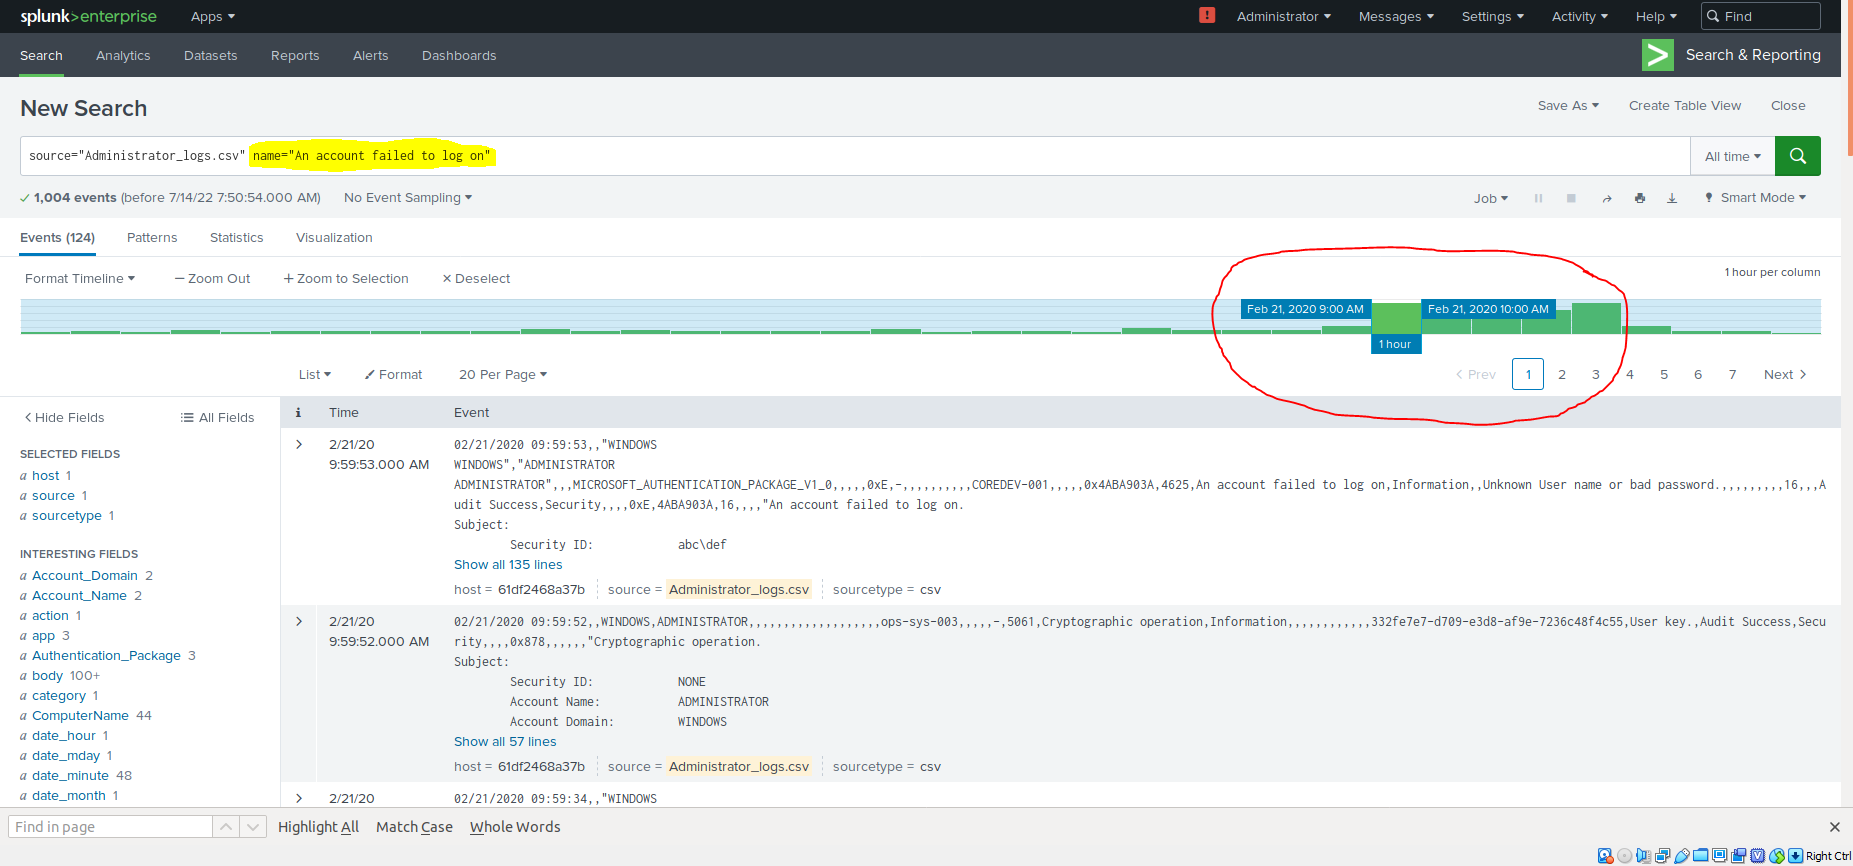 splunk>enterprise Apps ! Administrator Messages Settings Activity Help Find
Search Analytics Datasets Reports Alerts Dashboards > Search & Reporting
New Search Save As Create Table View Close
source="Administrator_logs.csv" name="An account failed to log on" All time
✓ 1,004 events (before 7/14/22 7:50:54.000 AM) No Event Sampling Job Smart Mode
Events (124) Patterns Statistics Visualization
Format Timeline — Zoom Out + Zoom to Selection × Deselect 1 hour per column
Feb 21, 2020 9:00 AM Feb 21, 2020 10:00 AM
1 hour
List Format 20 Per Page < Prev 1 2 3 4 5 6 7 Next >
< Hide Fields All Fields i Time Event
SELECTED FIELDS
a host 1
a source 1
a sourcetype 1
INTERESTING FIELDS
a Account_Domain 2
a Account_Name 2
a action 1
a app 3
a Authentication_Package 3
a body 100+
a category 1
a ComputerName 44
a date_hour 1
a date_mday 1
a date_minute 48
a date_month 1
> 2/21/20 02/21/2020 09:59:53,,"WINDOWS
9:59:53.000 AM WINDOWS","ADMINISTRATOR
ADMINISTRATOR",,,MICROSOFT_AUTHENTICATION_PACKAGE_V1_0,,,,,0xE,-,,,,,,,,,,COREDEV-001,,,,,0x4ABA903A,4625,An account failed to log on,Information,,Unknown User name or bad password.,,,,,,,,,,16,,,A
udit Success,Security,,,,0xE,4ABA903A,16,,,,"An account failed to log on.
Subject:
Security ID: abc\def
Show all 135 lines
host = 61df2468a37b source = Administrator_logs.csv sourcetype = csv
> 2/21/20 02/21/2020 09:59:52,,WINDOWS,ADMINISTRATOR,,,,,,,,,,,,,,,,,,,ops-sys-003,,,,,-,5061,Cryptographic operation,Information,,,,,,,,,,,,332fe7e7-d709-e3d8-af9e-7236c48f4c55,User key.,Audit Success,Secu
9:59:52.000 AM rity,,,,0x878,,,,,,"Cryptographic operation.
Subject:
Security ID: NONE
Account Name: ADMINISTRATOR
Account Domain: WINDOWS
Show all 57 lines
host = 61df2468a37b source = Administrator_logs.csv sourcetype = csv
> 2/21/20 02/21/2020 09:59:34,,"WINDOWS
Find in page Highlight All Match Case Whole Words ×
Right Ctrl